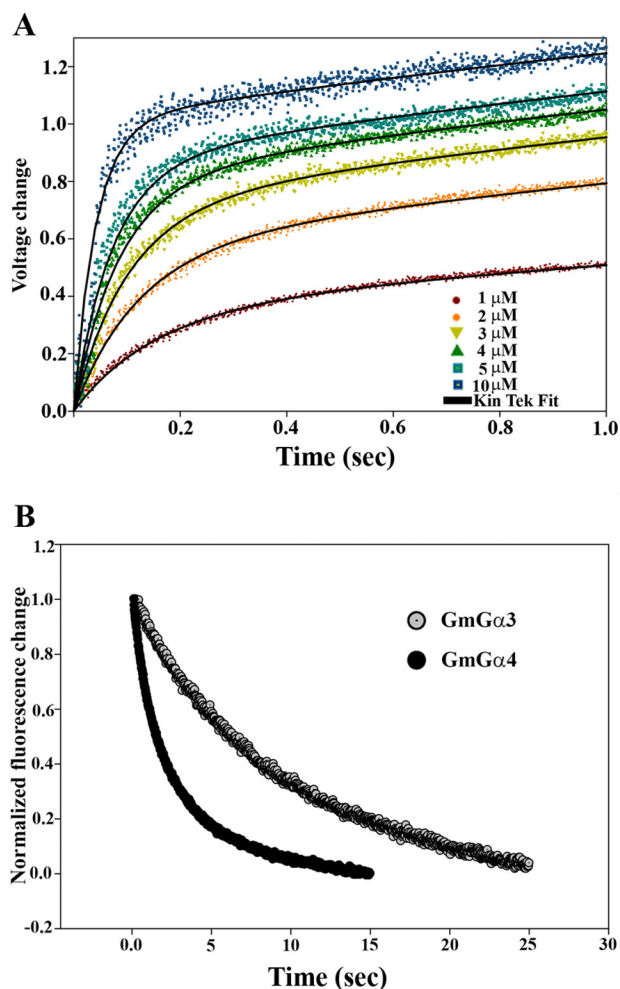 A
Voltage change
1.2
1.0
0.8
0.6
0.4
0.2
0.0
1 μM
2 μM
3 μM
4 μM
5 μM
10 μM
Kin Tek Fit
0.2 0.4 0.6 0.8 1.0
Time (sec)
B
Normalized fluorescence change
1.2
1.0
0.8
0.6
0.4
0.2
0.0
-0.2
GmGα3
GmGα4
0.0 5 10 15 20 25 30
Time (sec)